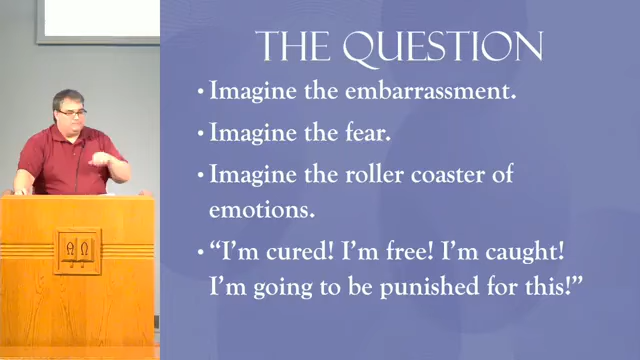 THE QUESTION
• Imagine the embarrassment.
• Imagine the fear.
• Imagine the roller coaster of
emotions.
• “I’m cured! I’m free! I’m caught!
I’m going to be punished for this!”
Α Ω